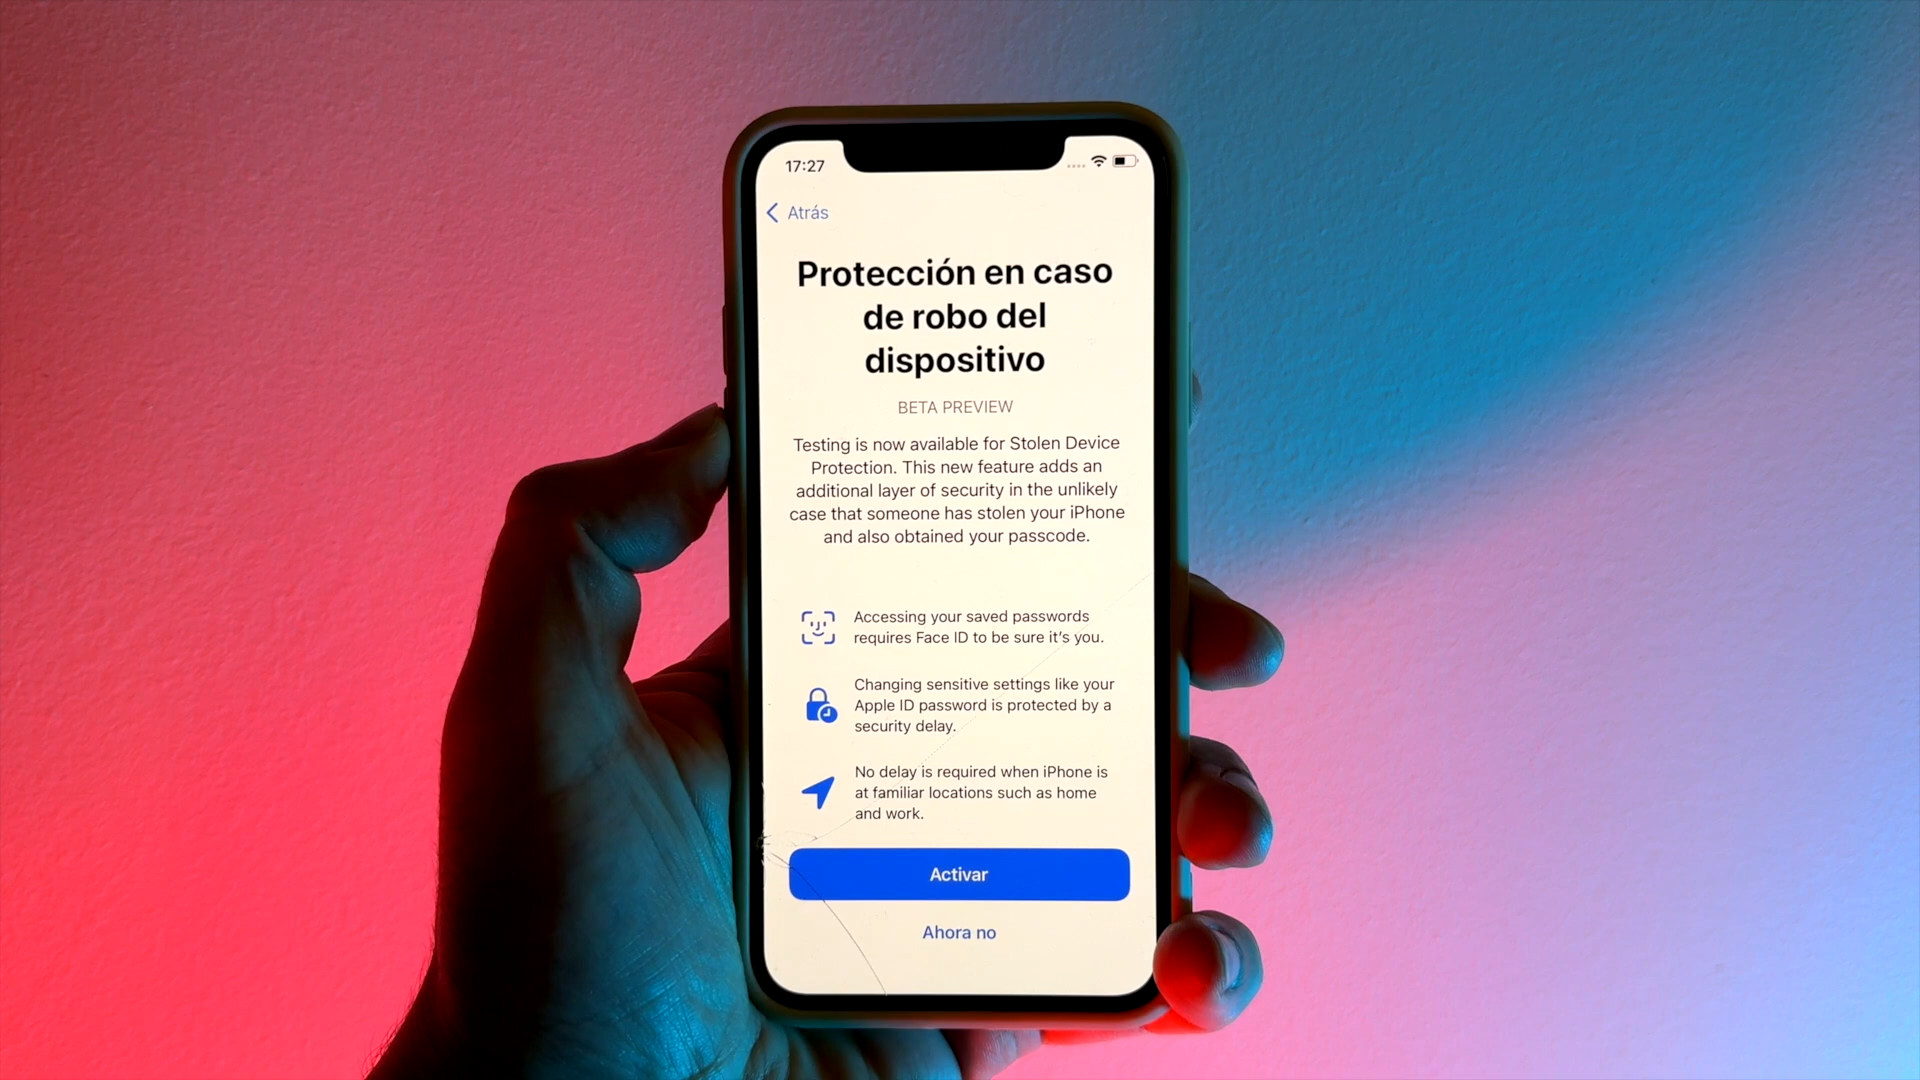 17:27
Atrás
Protección en caso
de robo del
dispositivo
BETA PREVIEW
Testing is now available for Stolen Device
Protection. This new feature adds an
additional layer of security in the unlikely
case that someone has stolen your iPhone
and also obtained your passcode.
Accessing your saved passwords
requires Face ID to be sure it’s you.
Changing sensitive settings like your
Apple ID password is protected by a
security delay.
No delay is required when iPhone is
at familiar locations such as home
and work.
Activar
Ahora no